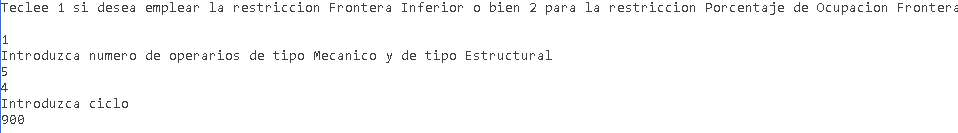 Teclee 1 si desea emplear la restriccion Frontera Inferior o bien 2 para la restriccion Porcentaje de Ocupacion Frontera
1
Introduzca numero de operarios de tipo Mecanico y de tipo Estructural
5
4
Introduzca ciclo
900